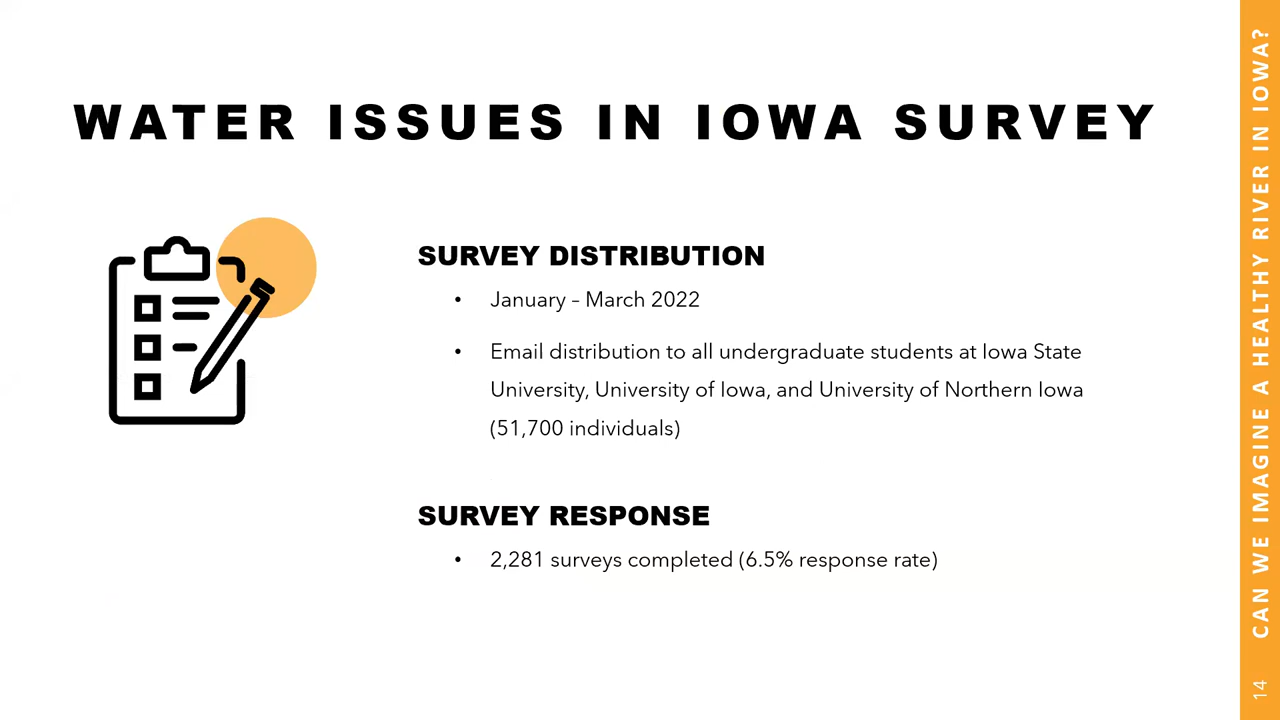 WATER ISSUES IN IOWA SURVEY
SURVEY DISTRIBUTION
• January – March 2022
• Email distribution to all undergraduate students at Iowa State
University, University of Iowa, and University of Northern Iowa
(51,700 individuals)
SURVEY RESPONSE
• 2,281 surveys completed (6.5% response rate)
CAN WE IMAGINE A HEALTHY RIVER IN IOWA?
14